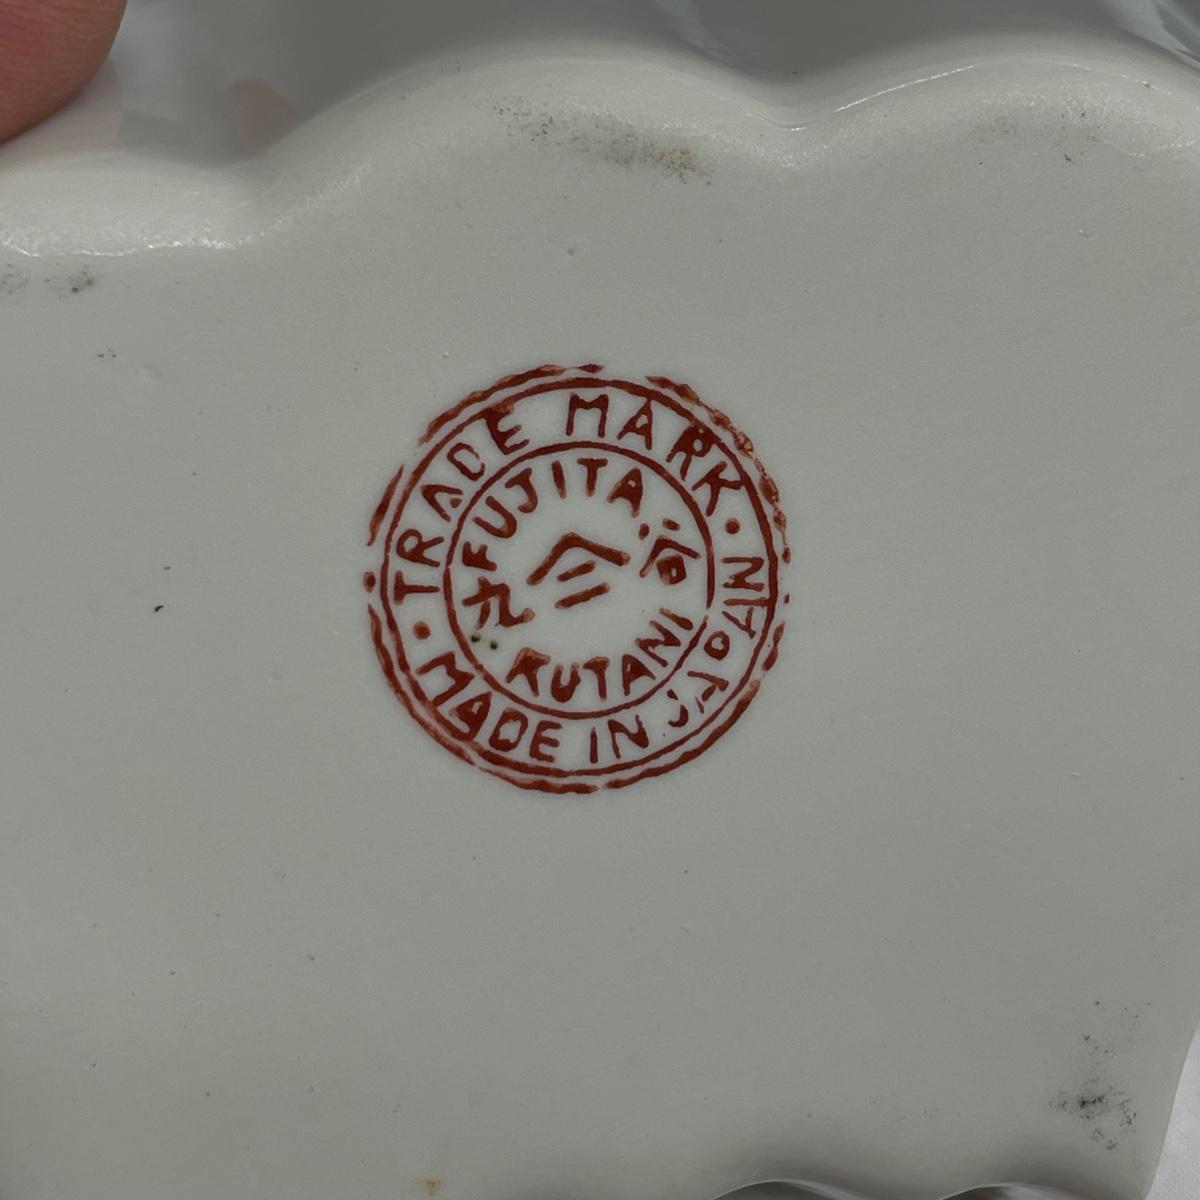 TRADE MARK
MADE IN JAPAN
FUJITA
九谷
KUTANI